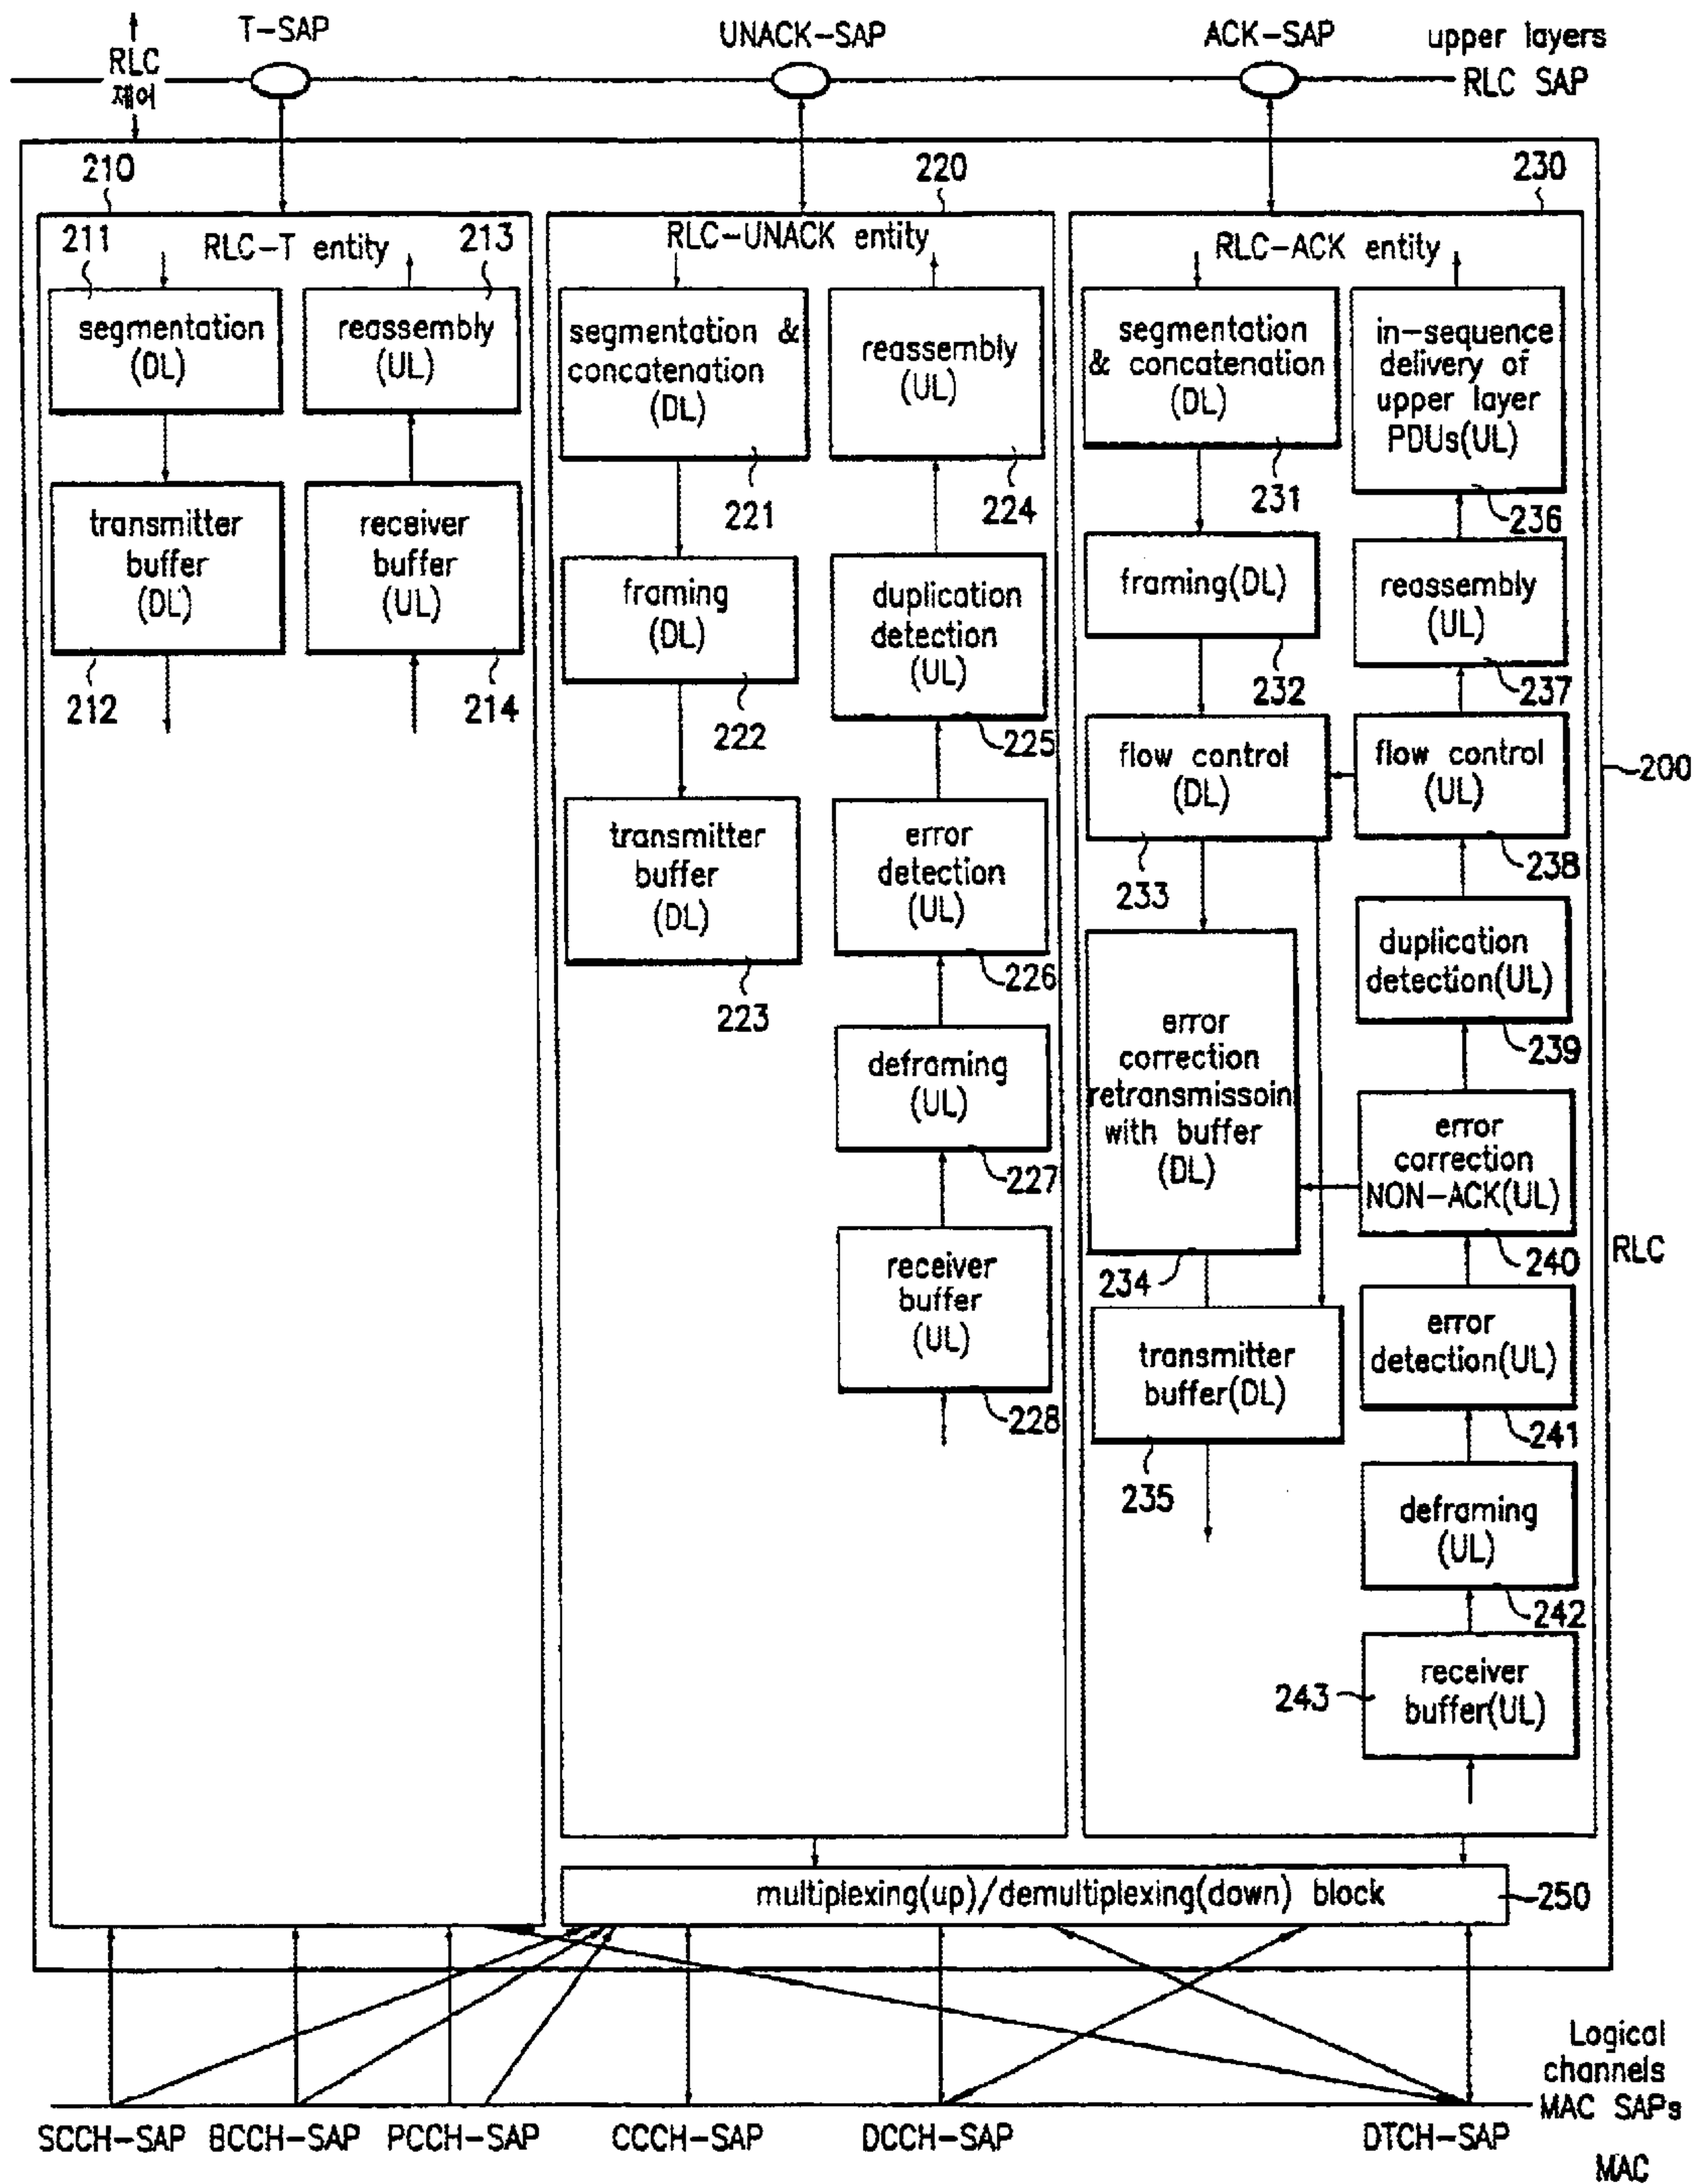 T-SAP
UNACK-SAP
ACK-SAP
upper layers
RLC
제어
RLC SAP
210
220
230
RLC-T entity
211
213
segmentation
(DL)
reassembly
(UL)
transmitter
buffer
(DL)
receiver
buffer
(UL)
212
214
RLC-UNACK entity
segmentation &
concatenation
(DL)
reassembly
(UL)
221
224
framing
(DL)
duplication
detection
(UL)
222
225
transmitter
buffer
(DL)
error
detection
(UL)
223
226
deframing
(UL)
227
receiver
buffer
(UL)
228
RLC-ACK entity
segmentation
& concatenation
(DL)
in-sequence
delivery of
upper layer
PDUs(UL)
231
236
framing(DL)
reassembly
(UL)
232
237
flow control
(DL)
flow control
(UL)
233
238
200
duplication
detection(UL)
239
error
correction
retransmissoin
with buffer
(DL)
error
correction
NON-ACK(UL)
234
240
RLC
transmitter
buffer(DL)
error
detection(UL)
235
241
deframing
(UL)
242
243
receiver
buffer(UL)
multiplexing(up)/demultiplexing(down) block
250
Logical
channels
MAC SAPs
SCCH-SAP
BCCH-SAP
PCCH-SAP
CCCH-SAP
DCCH-SAP
DTCH-SAP
MAC